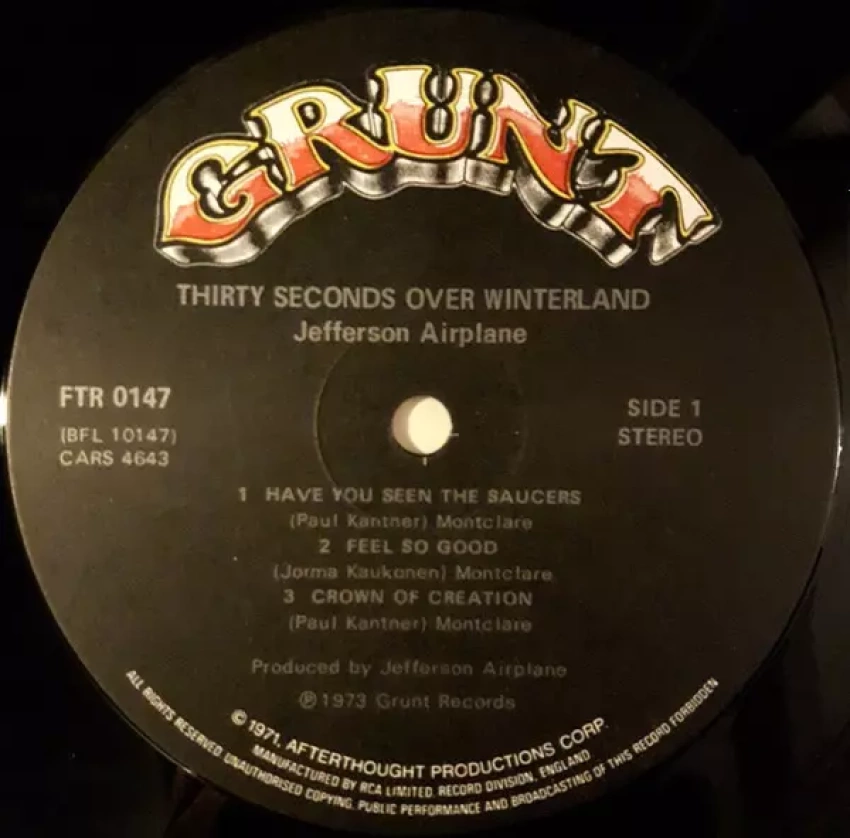 GRUNT
THIRTY SECONDS OVER WINTERLAND
Jefferson Airplane
FTR 0147
(BFL 10147)
CARS 4643
SIDE 1
STEREO
1 HAVE YOU SEEN THE SAUCERS
(Paul Kantner) Montclare
2 FEEL SO GOOD
(Jorma Kaukonen) Montclare
3 CROWN OF CREATION
(Paul Kantner) Montclare
Produced by Jefferson Airplane
℗ 1973 Grunt Records
© 1971, AFTERTHOUGHT PRODUCTIONS CORP.
MANUFACTURED BY RCA LIMITED, RECORD DIVISION, ENGLAND
ALL RIGHTS RESERVED. UNAUTHORISED COPYING, PUBLIC PERFORMANCE AND BROADCASTING OF THIS RECORD FORBIDDEN